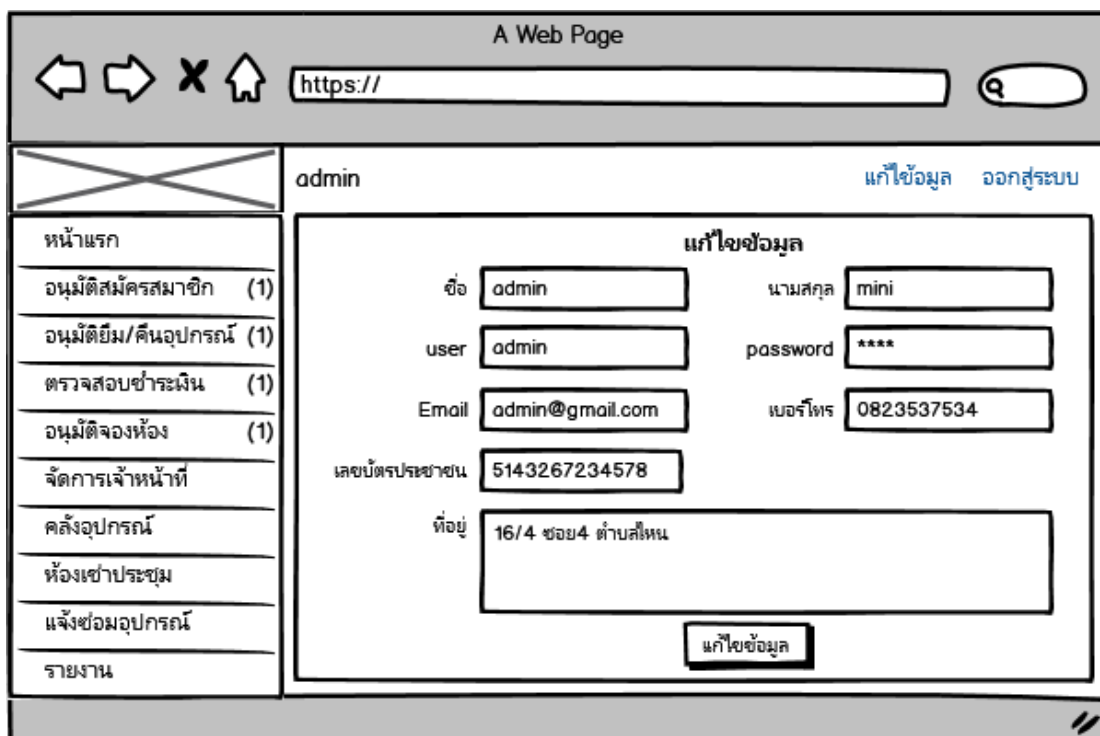 A Web Page
https://
admin
แก้ไข้อมูล ออกสู่ระบบ
หน้าแรก
อนุมัติสมัครสมาชิก (1)
อนุมัติยืม/คืนอุปกรณ์ (1)
ตรวจสอบชำระเงิน (1)
อนุมัติจองห้อง (1)
จัดการเจ้าหน้าที่
คลังอุปกรณ์
ห้องเช่าประชุม
แจ้งซ่อมอุปกรณ์
รายงาน
แก้ไขข้อมูล
ชื่อ admin นามสกุล mini
user admin password ****
Email admin@gmail.com เบอร์โทร 0823537534
เลขบัตรประชาชน 5143267234578
ที่อยู่ 16/4 ซอย4 ตำบลไหน
แก้ไขข้อมูล